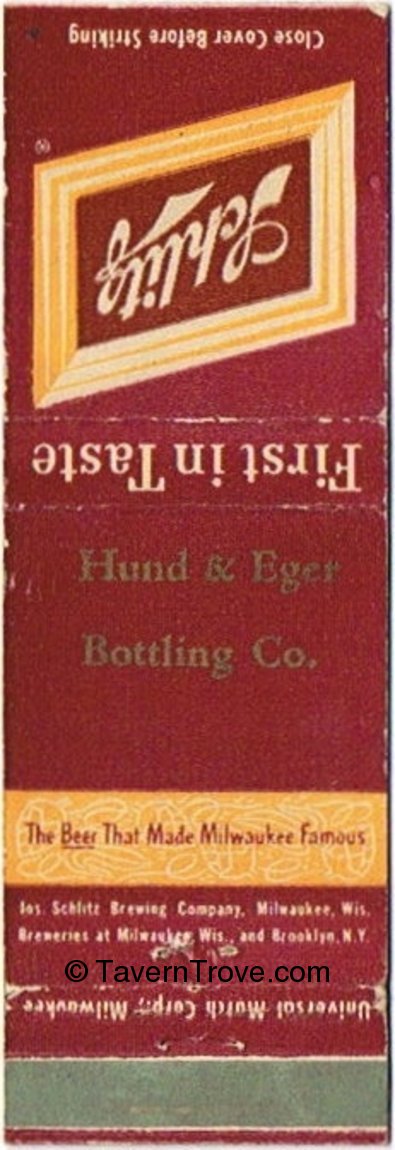 Close Cover Before Striking
®
Schlitz
First in Taste
Hund & Eger
Bottling Co.
The Beer That Made Milwaukee Famous
Jos. Schlitz Brewing Company, Milwaukee, Wis.
Breweries at Milwaukee, Wis., and Brooklyn, N.Y.
© TavernTrove.com
Universal Match Corp., Milwaukee